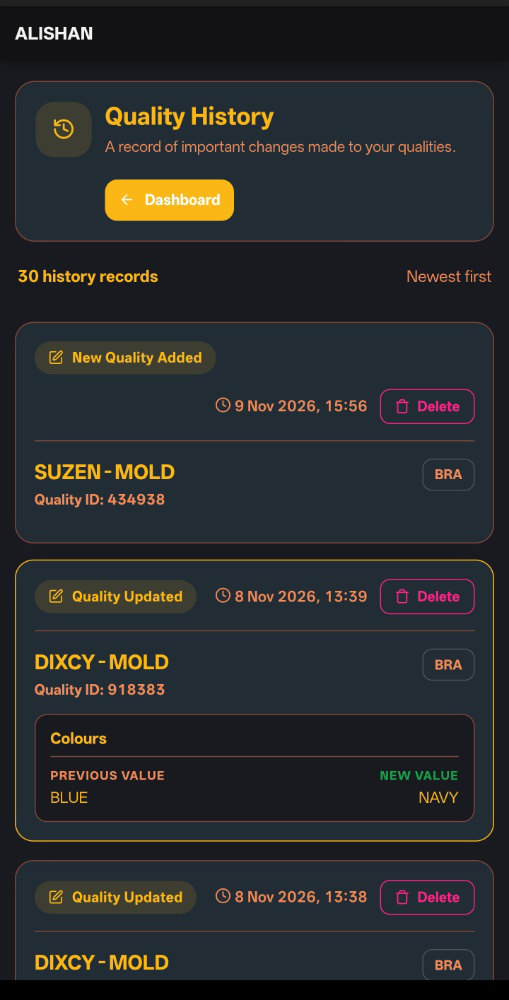 ALISHAN
Quality History
A record of important changes made to your qualities.
Dashboard
30 history records
Newest first
New Quality Added
9 Nov 2026, 15:56
Delete
SUZEN - MOLD
BRA
Quality ID: 434938
Quality Updated
8 Nov 2026, 13:39
Delete
DIXCY - MOLD
BRA
Quality ID: 918383
Colours
PREVIOUS VALUE
NEW VALUE
BLUE
NAVY
Quality Updated
8 Nov 2026, 13:38
Delete
DIXCY - MOLD
BRA